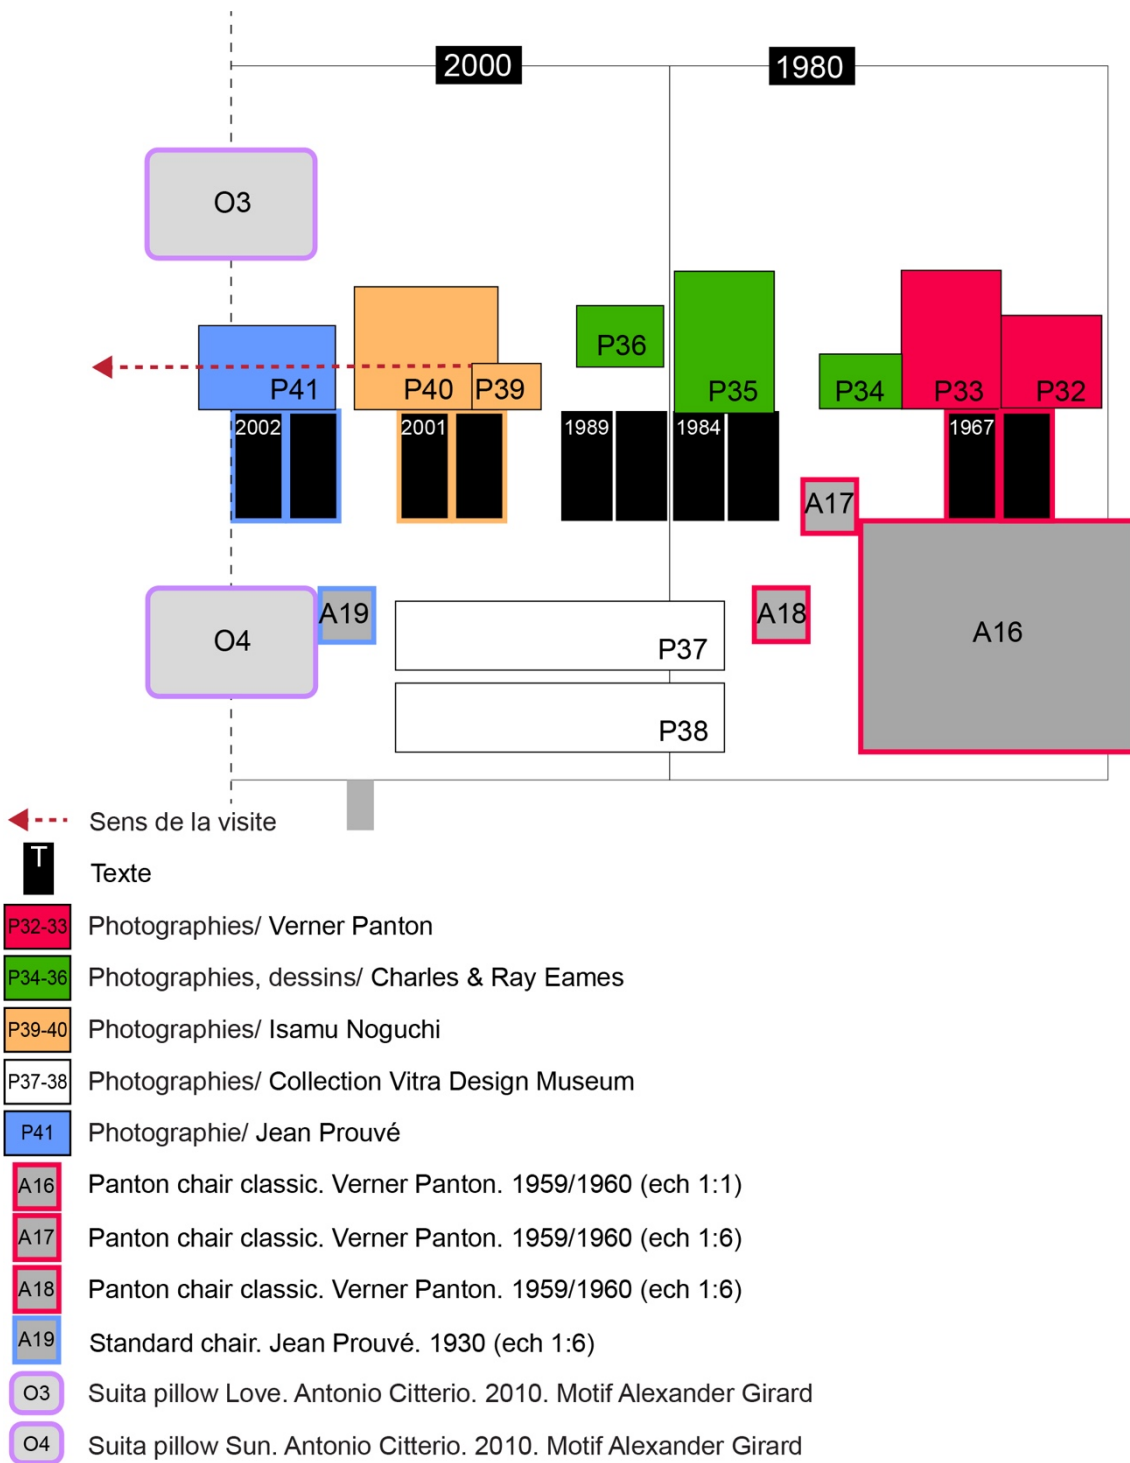 2000
1980
O3
P36
P41
P40
P39
P35
P34
P33
P32
2002
2001
1989
1984
1967
A17
A19
A18
O4
P37
A16
P38
Sens de la visite
T
Texte
P32-33 Photographies/ Verner Panton
P34-36 Photographies, dessins/ Charles & Ray Eames
P39-40 Photographies/ Isamu Noguchi
P37-38 Photographies/ Collection Vitra Design Museum
P41 Photographie/ Jean Prouvé
A16 Panton chair classic. Verner Panton. 1959/1960 (ech 1:1)
A17 Panton chair classic. Verner Panton. 1959/1960 (ech 1:6)
A18 Panton chair classic. Verner Panton. 1959/1960 (ech 1:6)
A19 Standard chair. Jean Prouvé. 1930 (ech 1:6)
O3 Suita pillow Love. Antonio Citterio. 2010. Motif Alexander Girard
O4 Suita pillow Sun. Antonio Citterio. 2010. Motif Alexander Girard